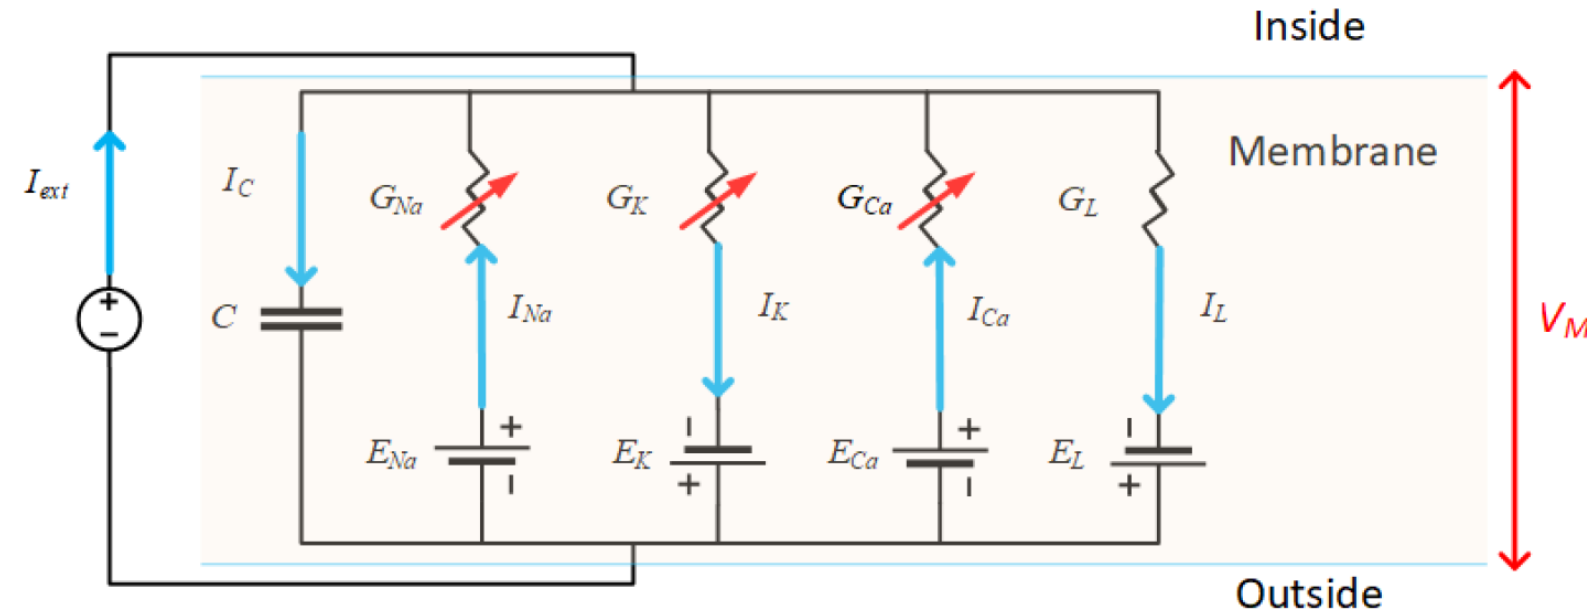 Inside
Membrane
I_ext
I_C
G_Na
G_K
G_Ca
G_L
+
−
C
I_Na
I_K
I_Ca
I_L
V_M
E_Na
+
−
E_K
−
+
E_Ca
+
−
E_L
−
+
Outside